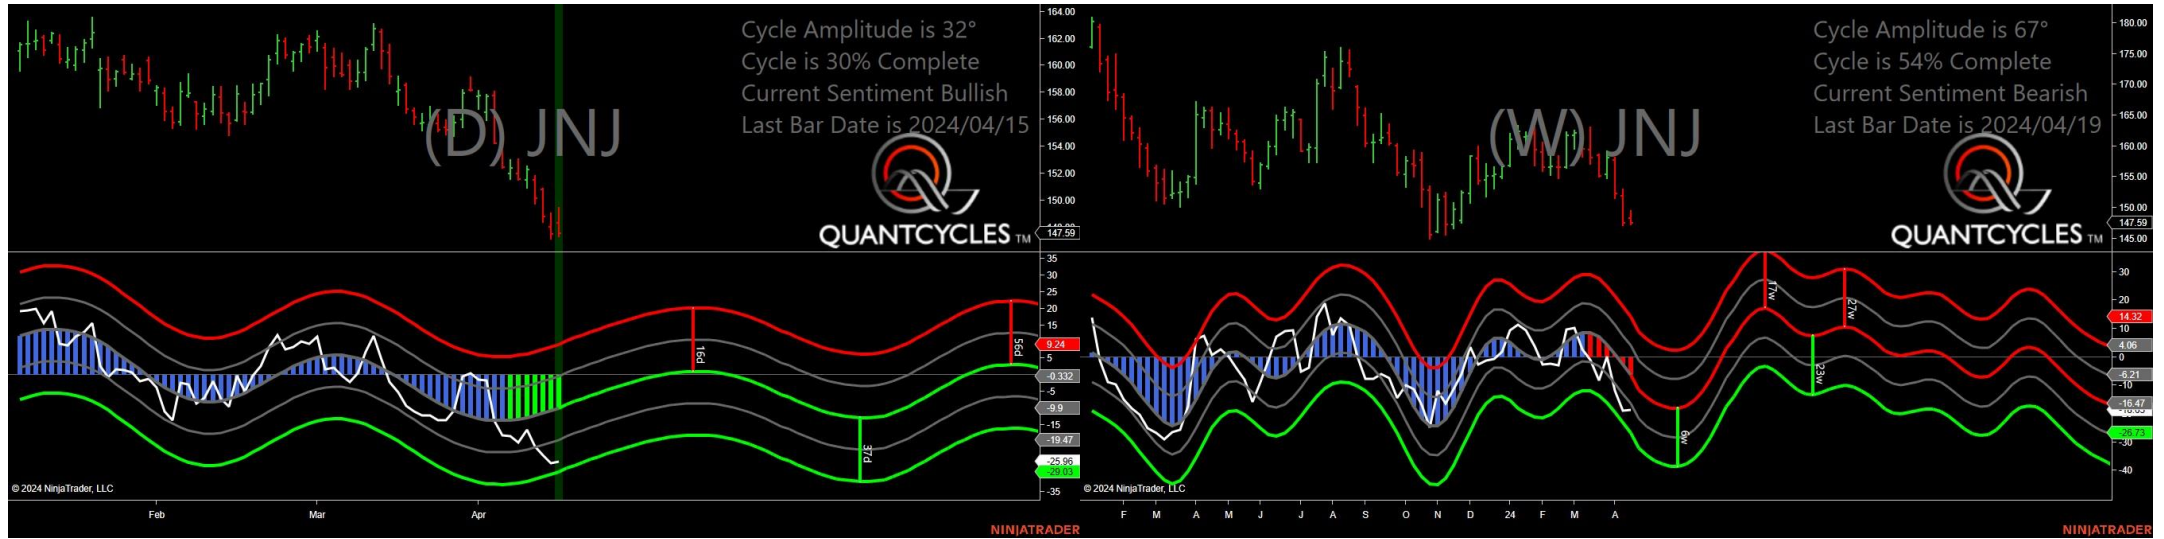 Cycle Amplitude is 32°
Cycle is 30% Complete
Current Sentiment Bullish
Last Bar Date is 2024/04/15
(D) JNJ
QUANTCYCLES TM
164.00
162.00
160.00
158.00
156.00
154.00
152.00
150.00
147.59
35
30
25
20
15
9.24
5
-0.332
-5
-9.9
-15
-19.47
-25.96
-29.03
-35
16d
37d
56d
© 2024 NinjaTrader, LLC
Feb
Mar
Apr
NINJATRADER
Cycle Amplitude is 67°
Cycle is 54% Complete
Current Sentiment Bearish
Last Bar Date is 2024/04/19
(W) JNJ
QUANTCYCLES TM
180.00
175.00
170.00
165.00
160.00
155.00
150.00
147.59
145.00
30
20
14.32
10
4.06
0
-6.21
-10
-16.47
-26.73
-30
-40
6w
17w
23w
27w
© 2024 NinjaTrader, LLC
F
M
A
M
J
J
A
S
O
N
D
24
F
M
A
NINJATRADER